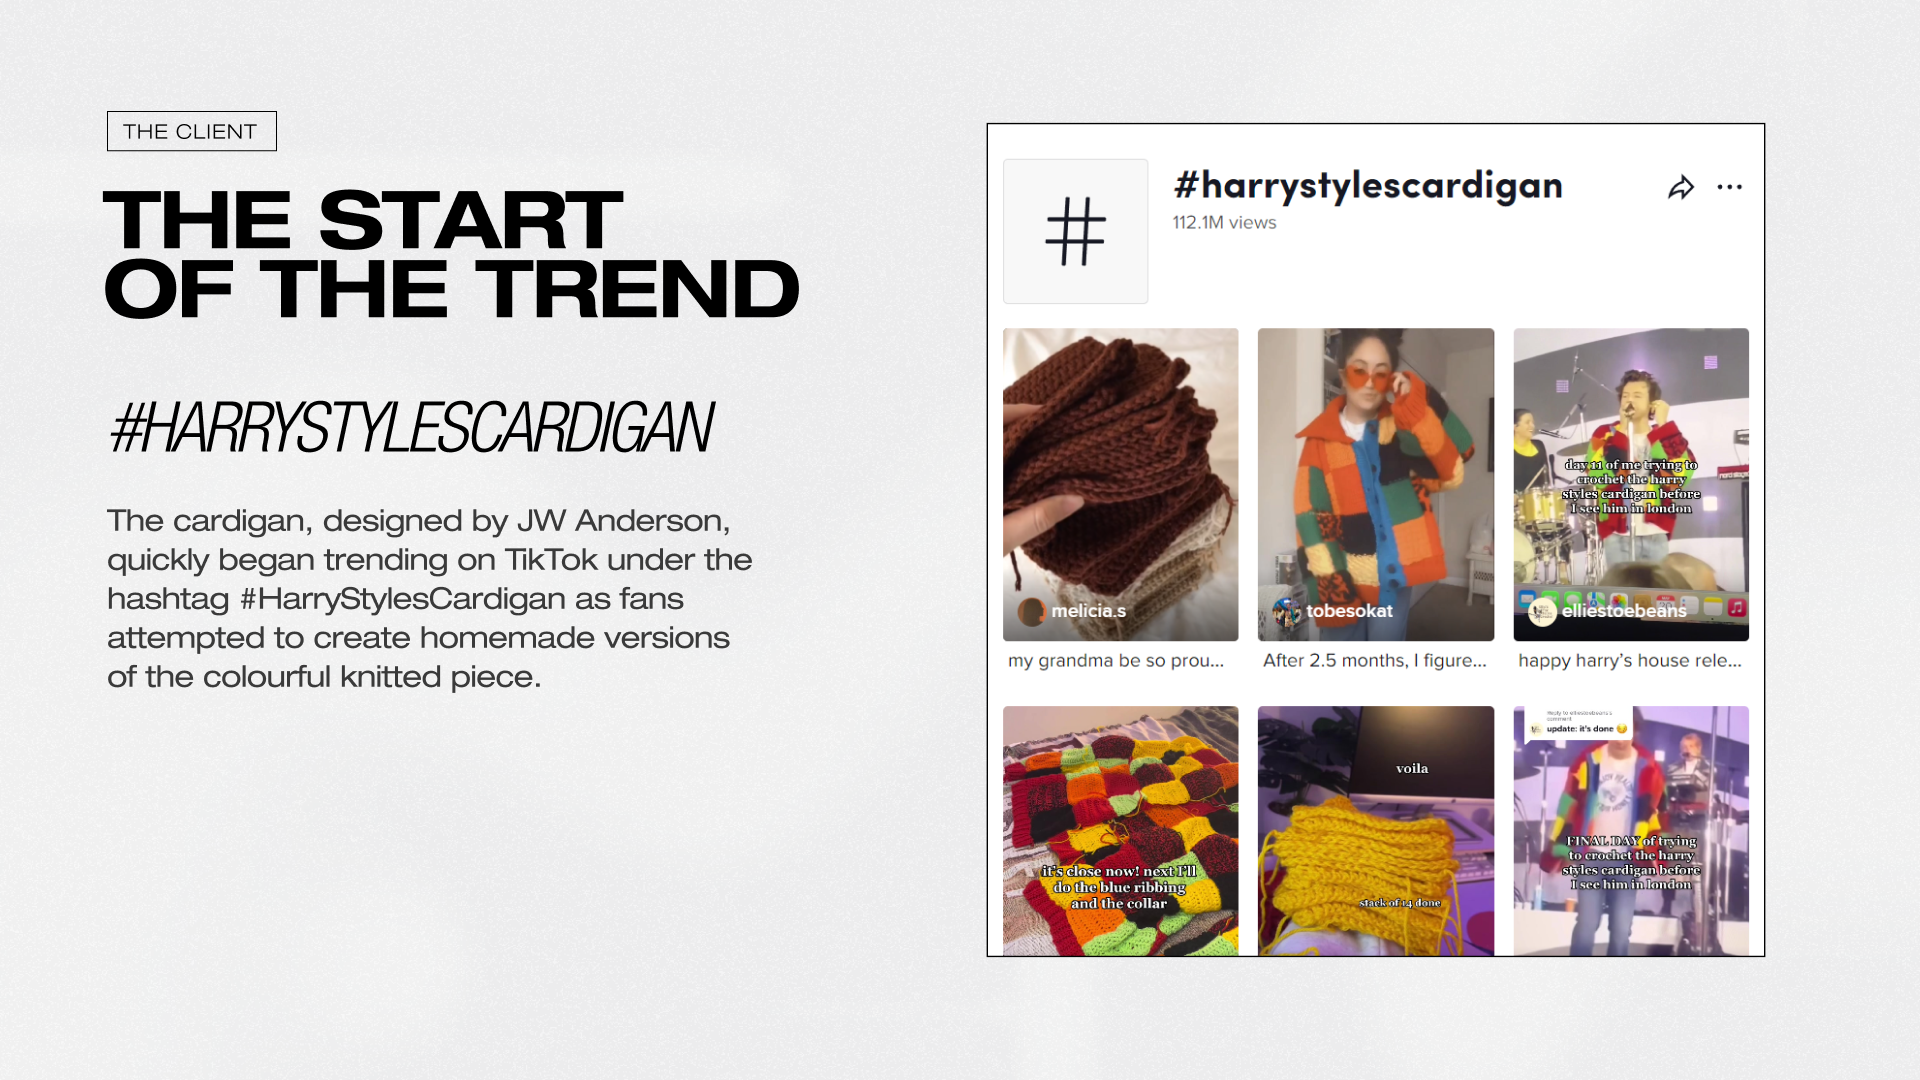 THE CLIENT
THE START
OF THE TREND
#HARRYSTYLESCARDIGAN
The cardigan, designed by JW Anderson,
quickly began trending on TikTok under the
hashtag #HarryStylesCardigan as fans
attempted to create homemade versions
of the colourful knitted piece.
#harrystylescardigan
112.1M views
#
melicia.s
my grandma be so prou...
tobesokat
After 2.5 months, I figure...
day 11 of me trying to
crochet the harry
styles cardigan before
I see him in london
elliestoebeans
happy harry’s house rele...
it's close now! next I'll
do the blue ribbing
and the collar
voila
stack of 14 done
Reply to elliestoebeans's
comment
update: it's done
FINAL DAY of trying
to crochet the harry
styles cardigan before
I see him in london